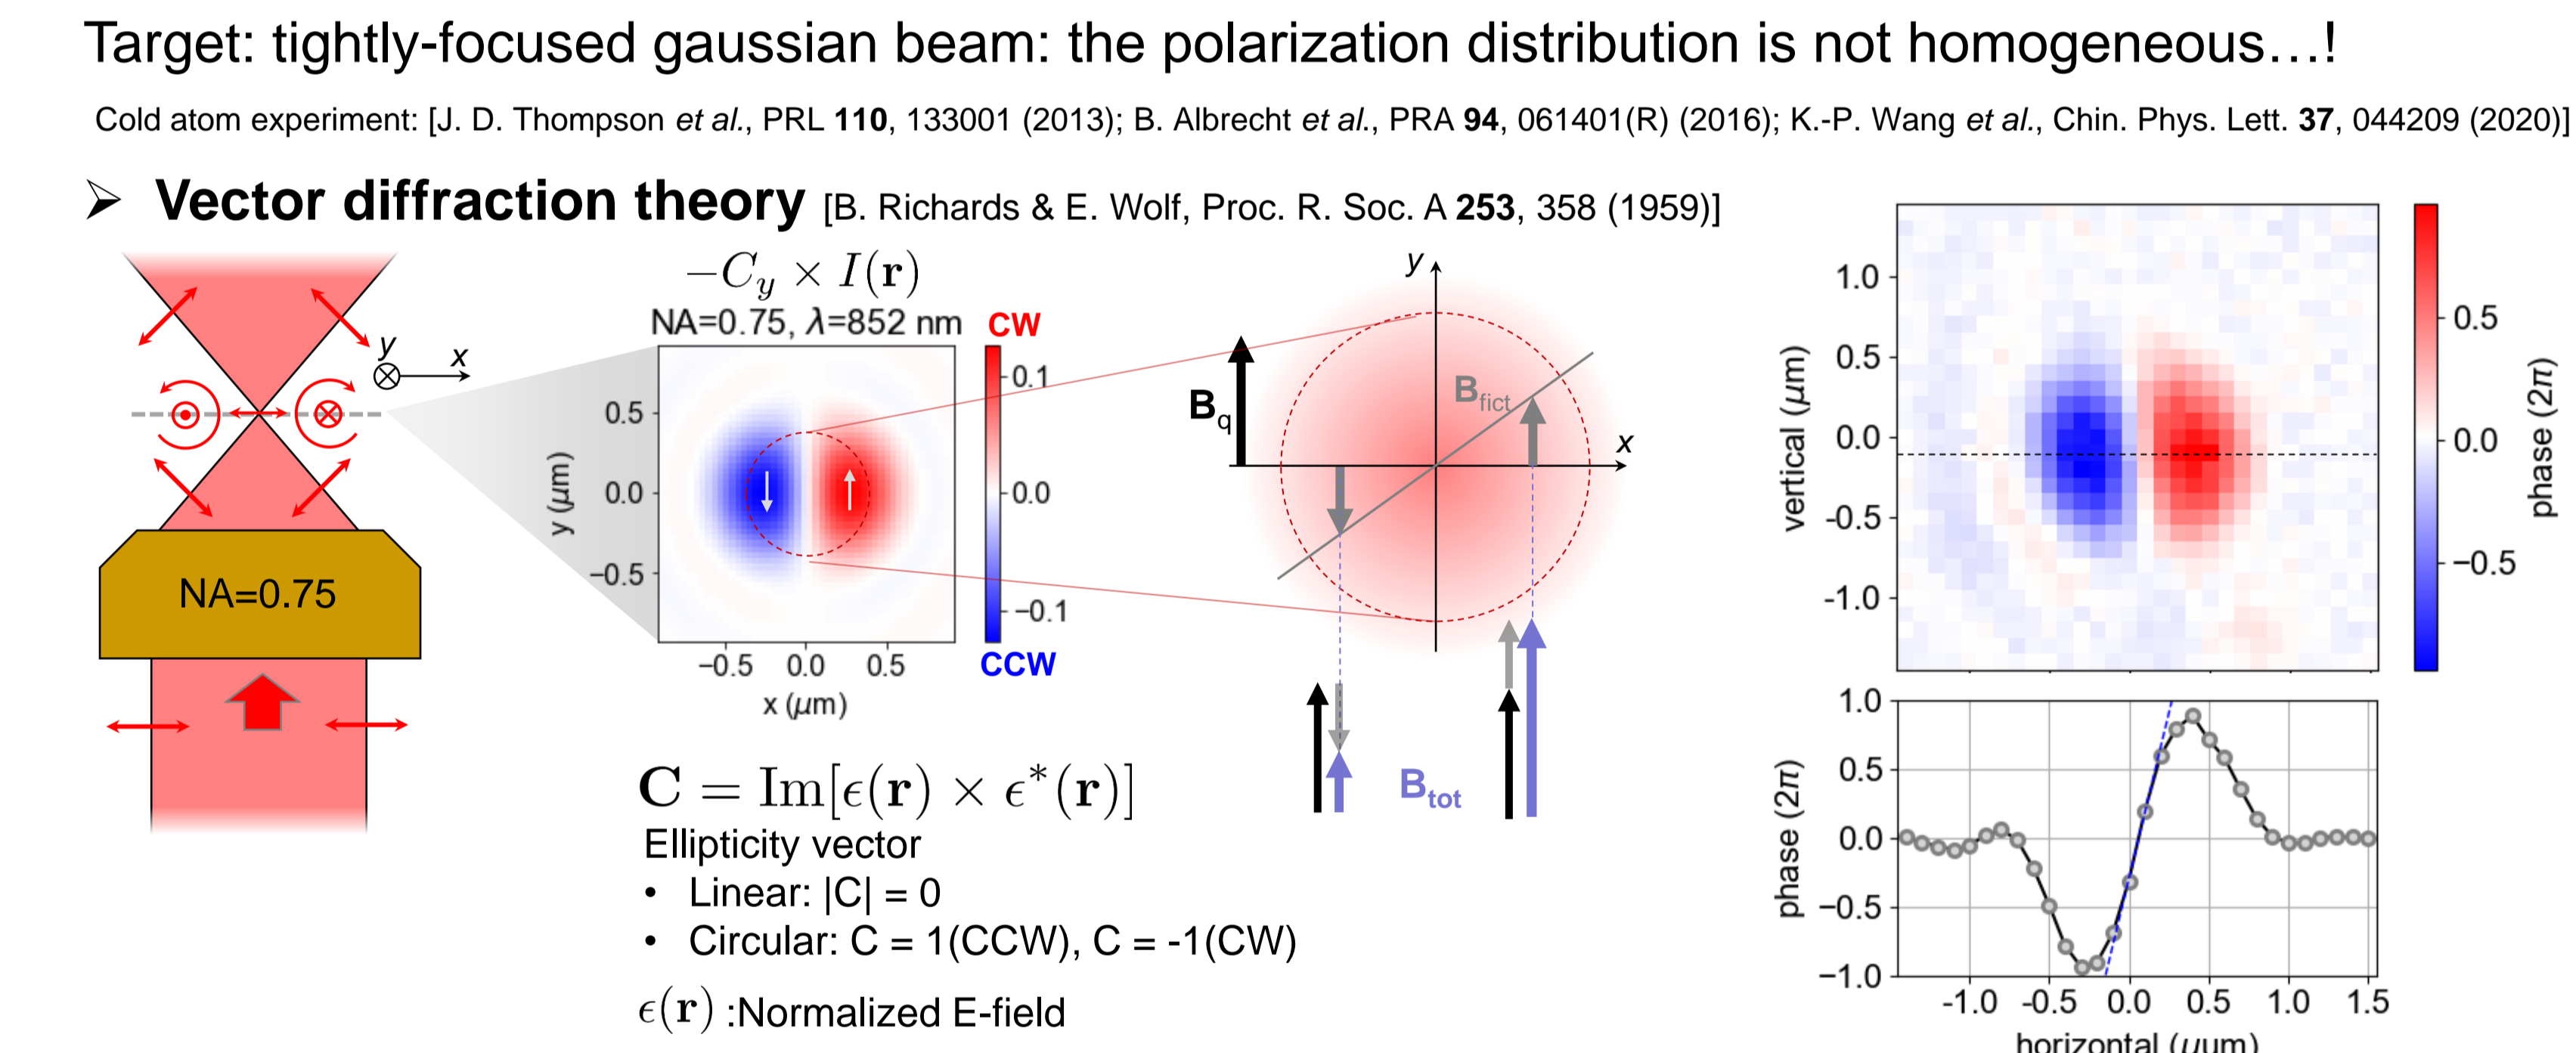 Target: tightly-focused gaussian beam: the polarization distribution is not homogeneous…!
Cold atom experiment: [J. D. Thompson et al., PRL 110, 133001 (2013); B. Albrecht et al., PRA 94, 061401(R) (2016); K.-P. Wang et al., Chin. Phys. Lett. 37, 044209 (2020)]
➢ Vector diffraction theory [B. Richards & E. Wolf, Proc. R. Soc. A 253, 358 (1959)]
y
x
NA=0.75
−C_y × I(r)
NA=0.75, λ=852 nm
CW
0.1
0.0
−0.1
CCW
0.5
0.0
−0.5
y (μm)
−0.5 0.0 0.5
x (μm)
C = Im[ϵ(r) × ϵ*(r)]
Ellipticity vector
• Linear: |C| = 0
• Circular: C = 1(CCW), C = -1(CW)
ϵ(r) :Normalized E-field
y
x
B_q
B_fict
B_tot
1.0
0.5
0.0
-0.5
-1.0
vertical (μm)
0.5
0.0
−0.5
phase (2π)
1.0
0.5
0.0
−0.5
−1.0
phase (2π)
-1.0 -0.5 0.0 0.5 1.0 1.5
horizontal (μum)